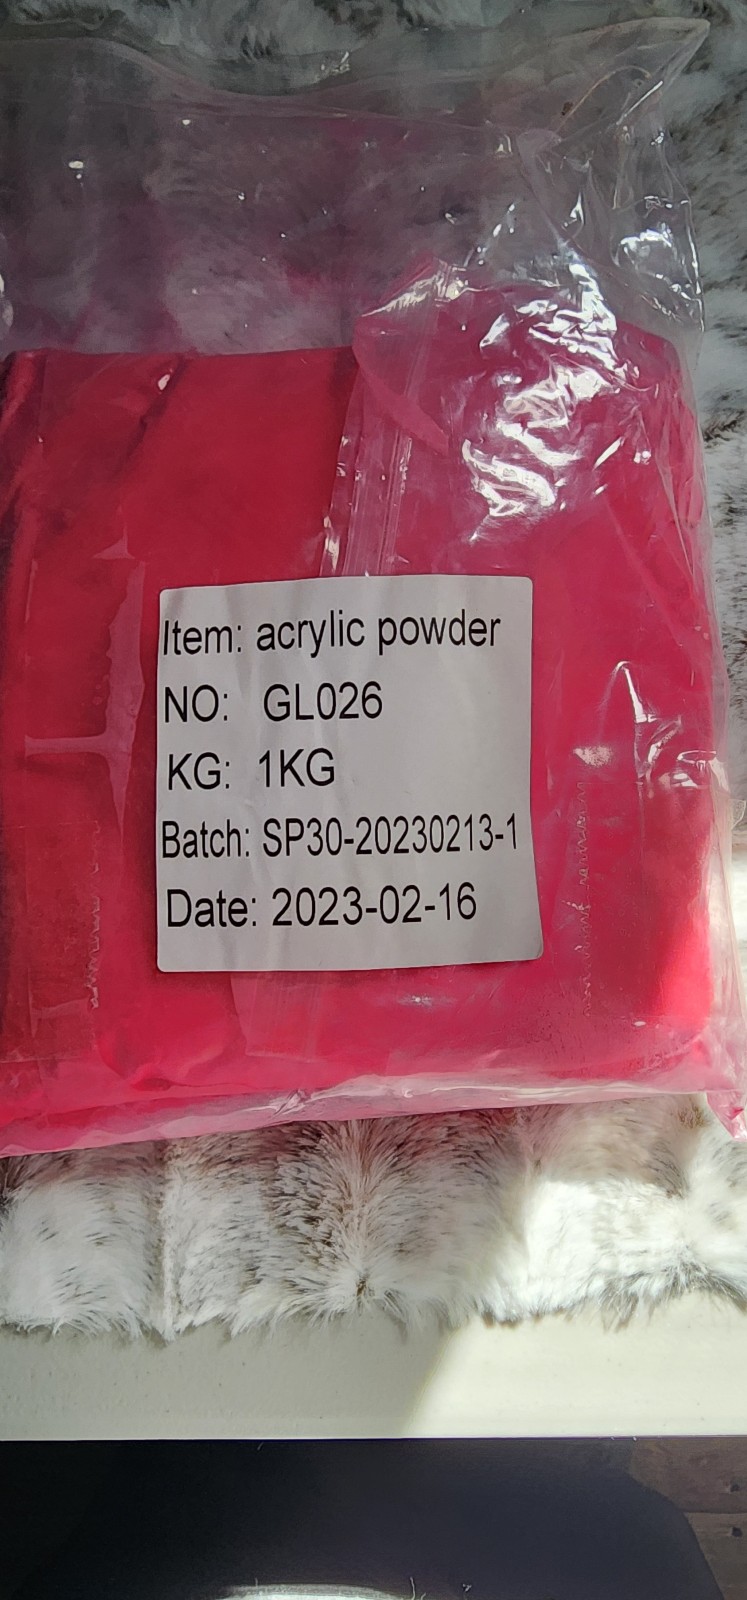 Item: acrylic powder
NO: GL026
KG: 1KG
Batch: SP30-20230213-1
Date: 2023-02-16